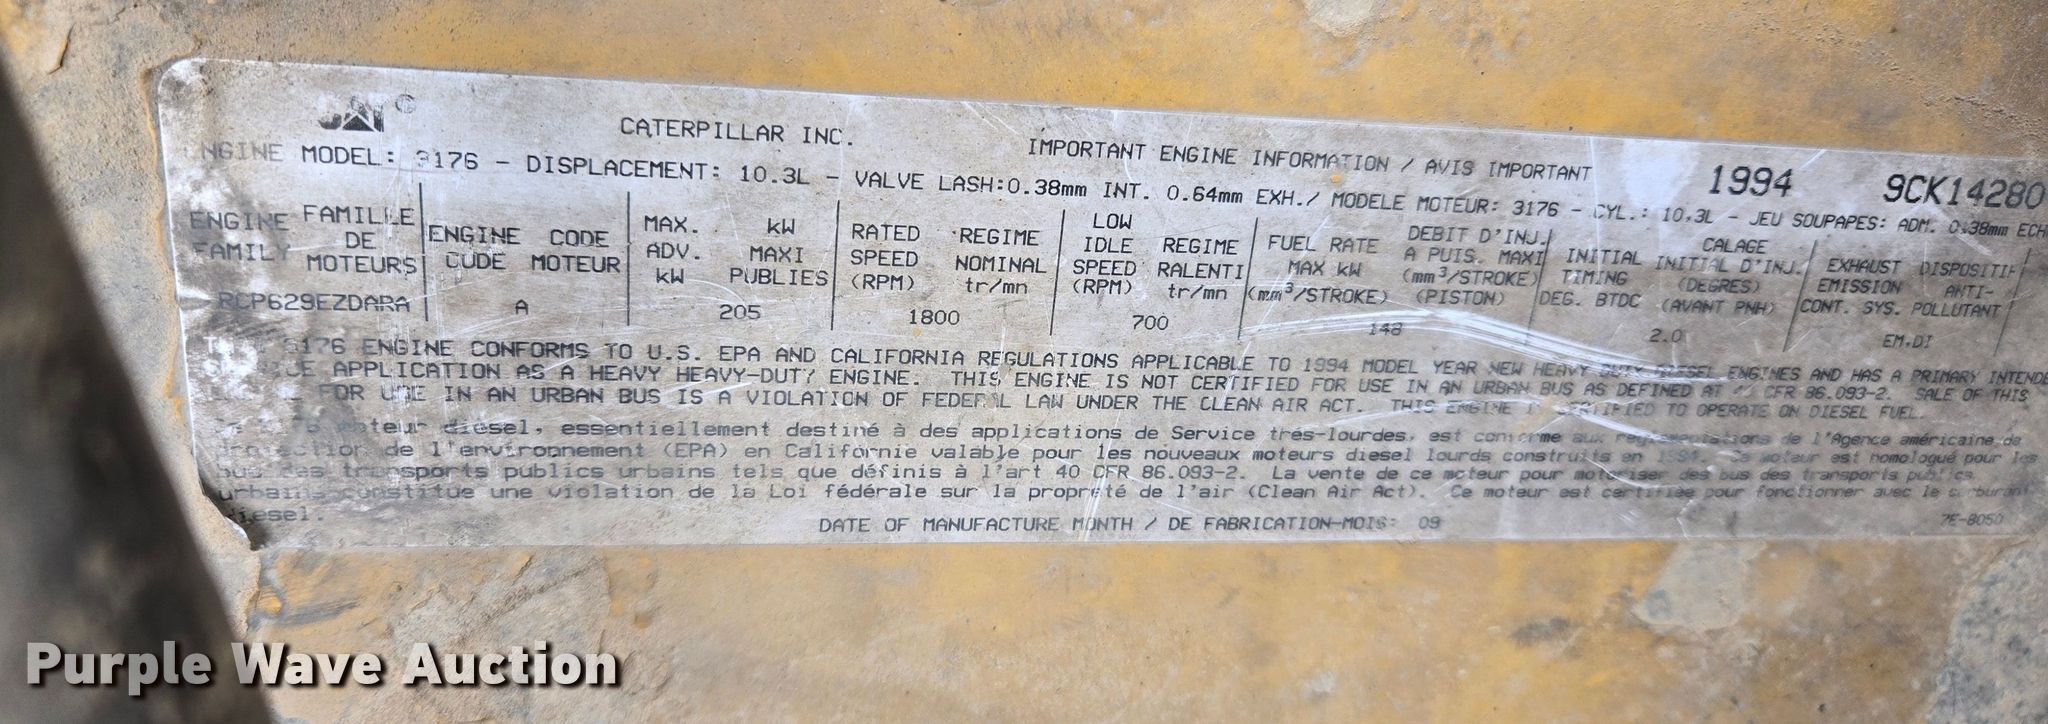 CAT
CATERPILLAR INC.
IMPORTANT ENGINE INFORMATION / AVIS IMPORTANT
1994 9CK14280
ENGINE MODEL: 3176 - DISPLACEMENT: 10.3L - VALVE LASH:0.38mm INT. 0.64mm EXH./ MODELE MOTEUR: 3176 - CYL.: 10.3L - JEU SOUPAPES: ADM. 0.38mm ECH
ENGINE FAMILY
FAMILLE DE MOTEURS
ENGINE CODE
CODE MOTEUR
MAX. ADV. kW
kW MAXI PUBLIES
RATED SPEED (RPM)
REGIME NOMINAL tr/mn
LOW IDLE SPEED (RPM)
REGIME RALENTI tr/mn
FUEL RATE MAX kW (mm³/STROKE)
DEBIT D'INJ. A PUIS. MAXI (mm³/STROKE) (PISTON)
INITIAL TIMING DEG. BTDC
CALAGE INITIAL D'INJ. (DEGRES) (AVANT PNH)
EXHAUST EMISSION CONT. SYS.
DISPOSITIF ANTI-POLLUTANT
RCP629EZDARA A 205 1800 700 148 2.0 EM.DI
3176 ENGINE CONFORMS TO U.S. EPA AND CALIFORNIA REGULATIONS APPLICABLE TO 1994 MODEL YEAR NEW HEAVY DUTY DIESEL ENGINES AND HAS A PRIMARY INTENDE
SERVICE APPLICATION AS A HEAVY HEAVY-DUTY ENGINE. THIS ENGINE IS NOT CERTIFIED FOR USE IN AN URBAN BUS AS DEFINED AT CFR 86.093-2. SALE OF THIS
FOR USE IN AN URBAN BUS IS A VIOLATION OF FEDERAL LAW UNDER THE CLEAN AIR ACT. THIS ENGINE IS CERTIFIED TO OPERATE ON DIESEL FUEL.
moteur diesel, essentiellement destiné à des applications de Service trés-lourdes, est conforme aux reglementations de l'Agence américaine de
protection de l'environnement (EPA) en Californie valable pour les nouveaux moteurs diesel lourds construits en 1994. Ce moteur est homologué pour les
bus des transports publics urbains tels que définis à l'art 40 CFR 86.093-2. La vente de ce moteur pour motoriser des bus des transports publics
urbains constitue une violation de la Loi fédérale sur la propreté de l'air (Clean Air Act). Ce moteur est certifiée pour fonctionner avec le carburant
diesel.
DATE OF MANUFACTURE MONTH / DE FABRICATION-MOIS: 09
7E-8050
Purple Wave Auction